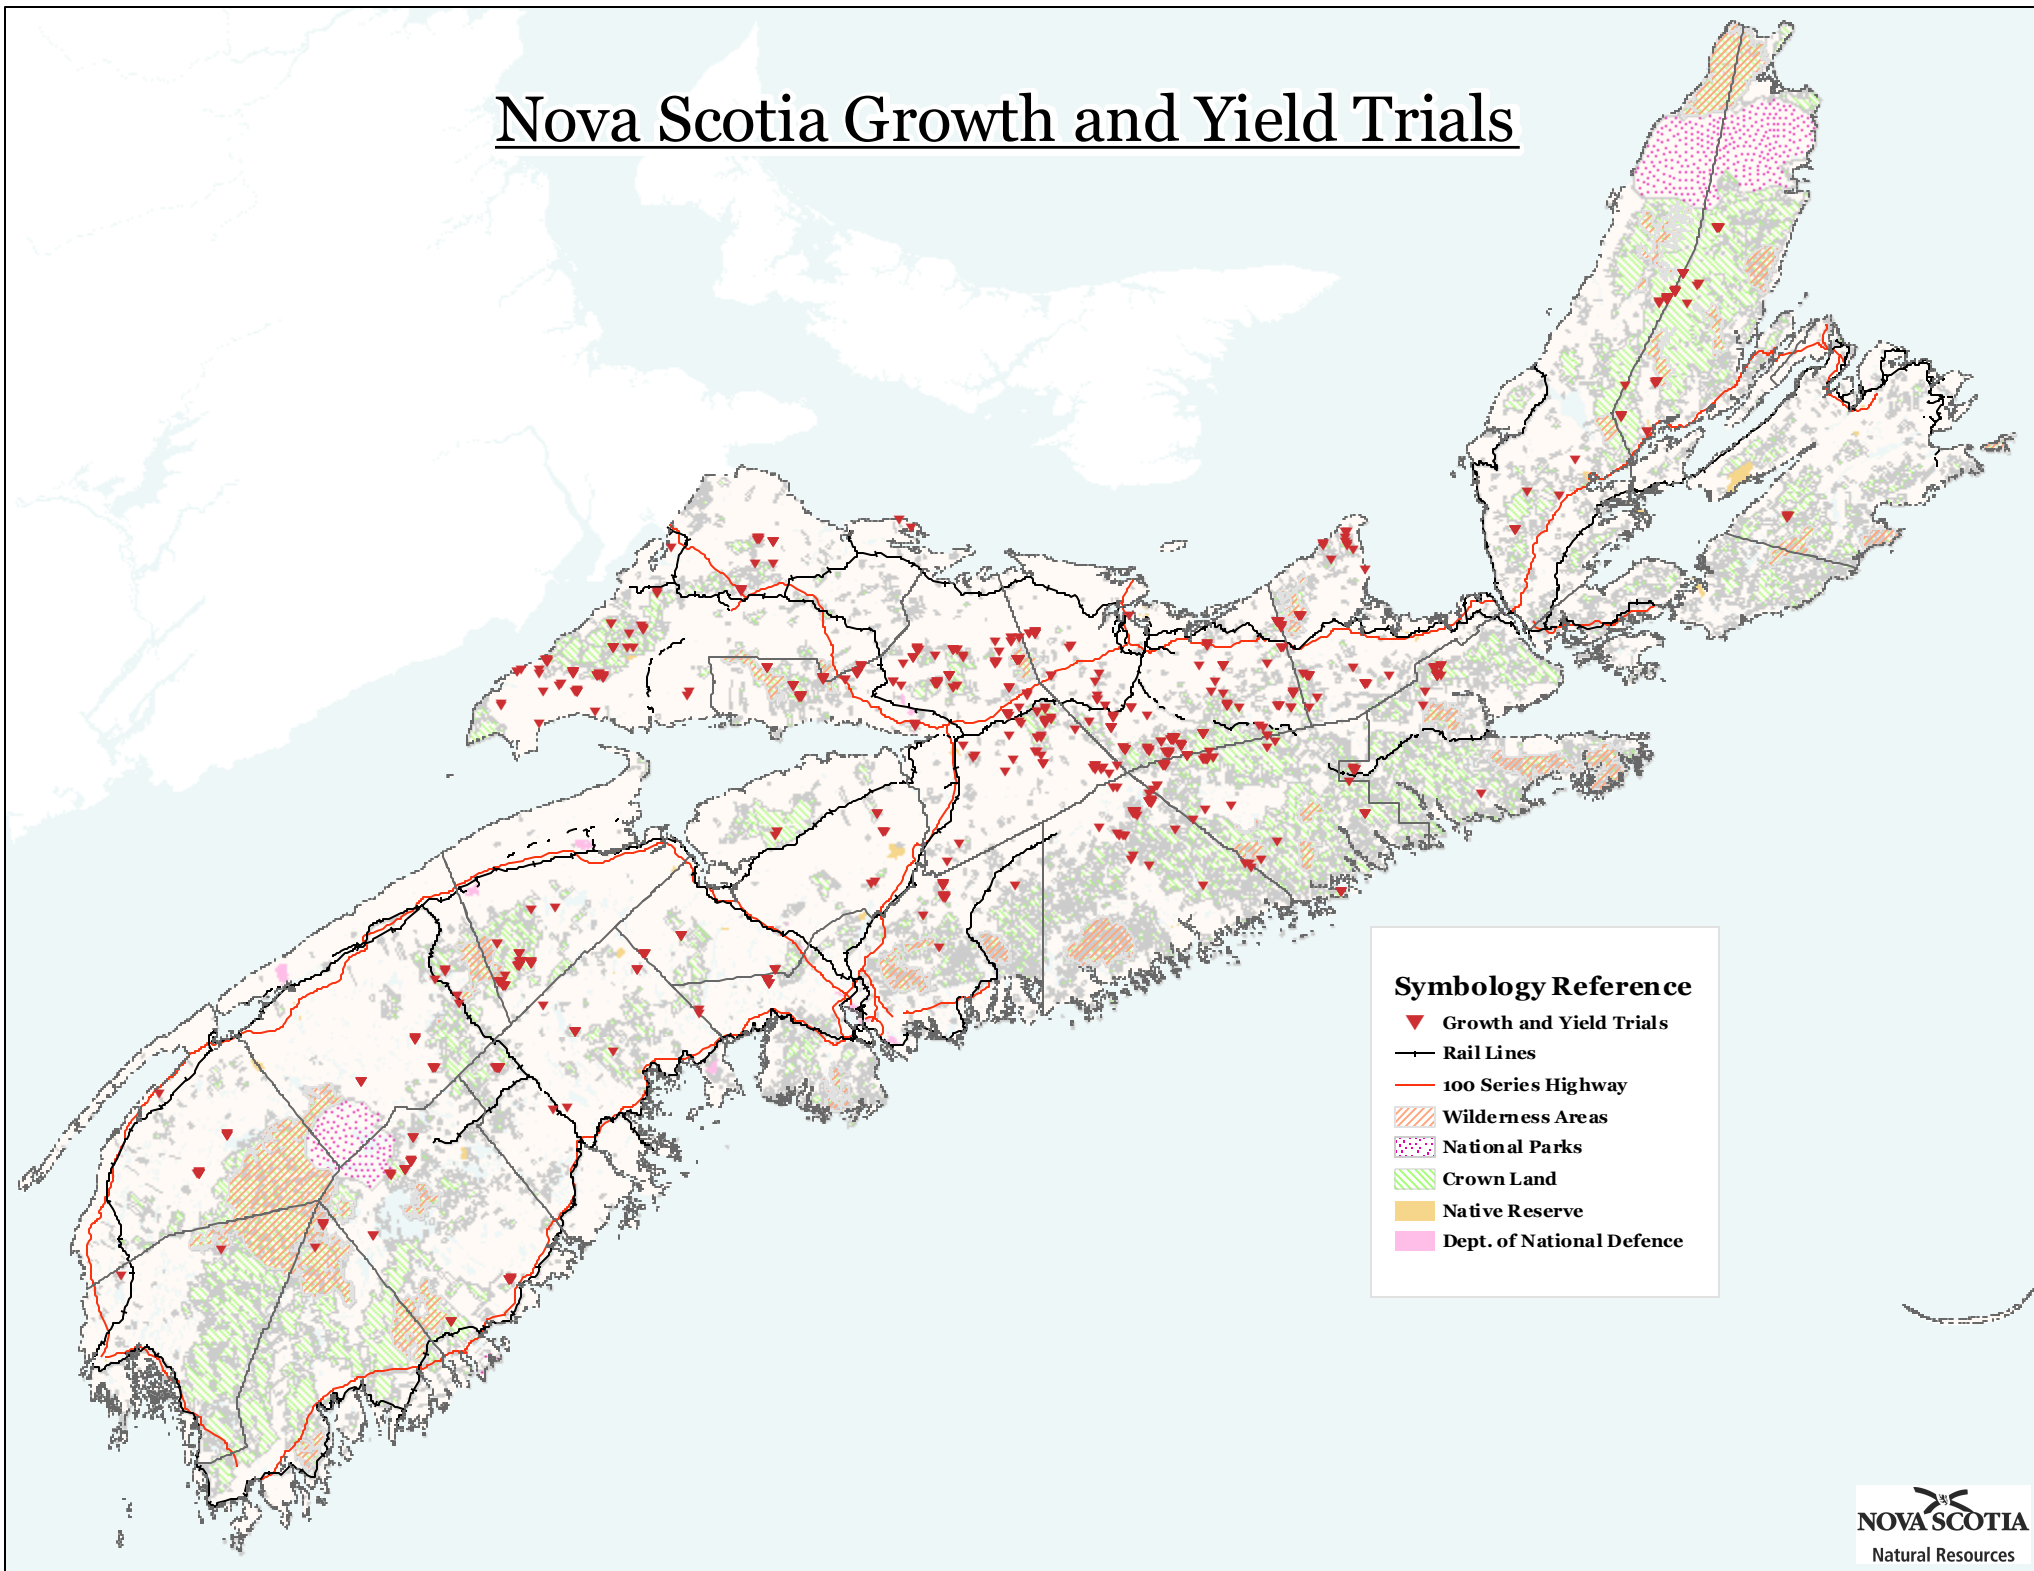 Nova Scotia Growth and Yield Trials
Symbology Reference
Growth and Yield Trials
Rail Lines
100 Series Highway
Wilderness Areas
National Parks
Crown Land
Native Reserve
Dept. of National Defence
NOVA SCOTIA
Natural Resources